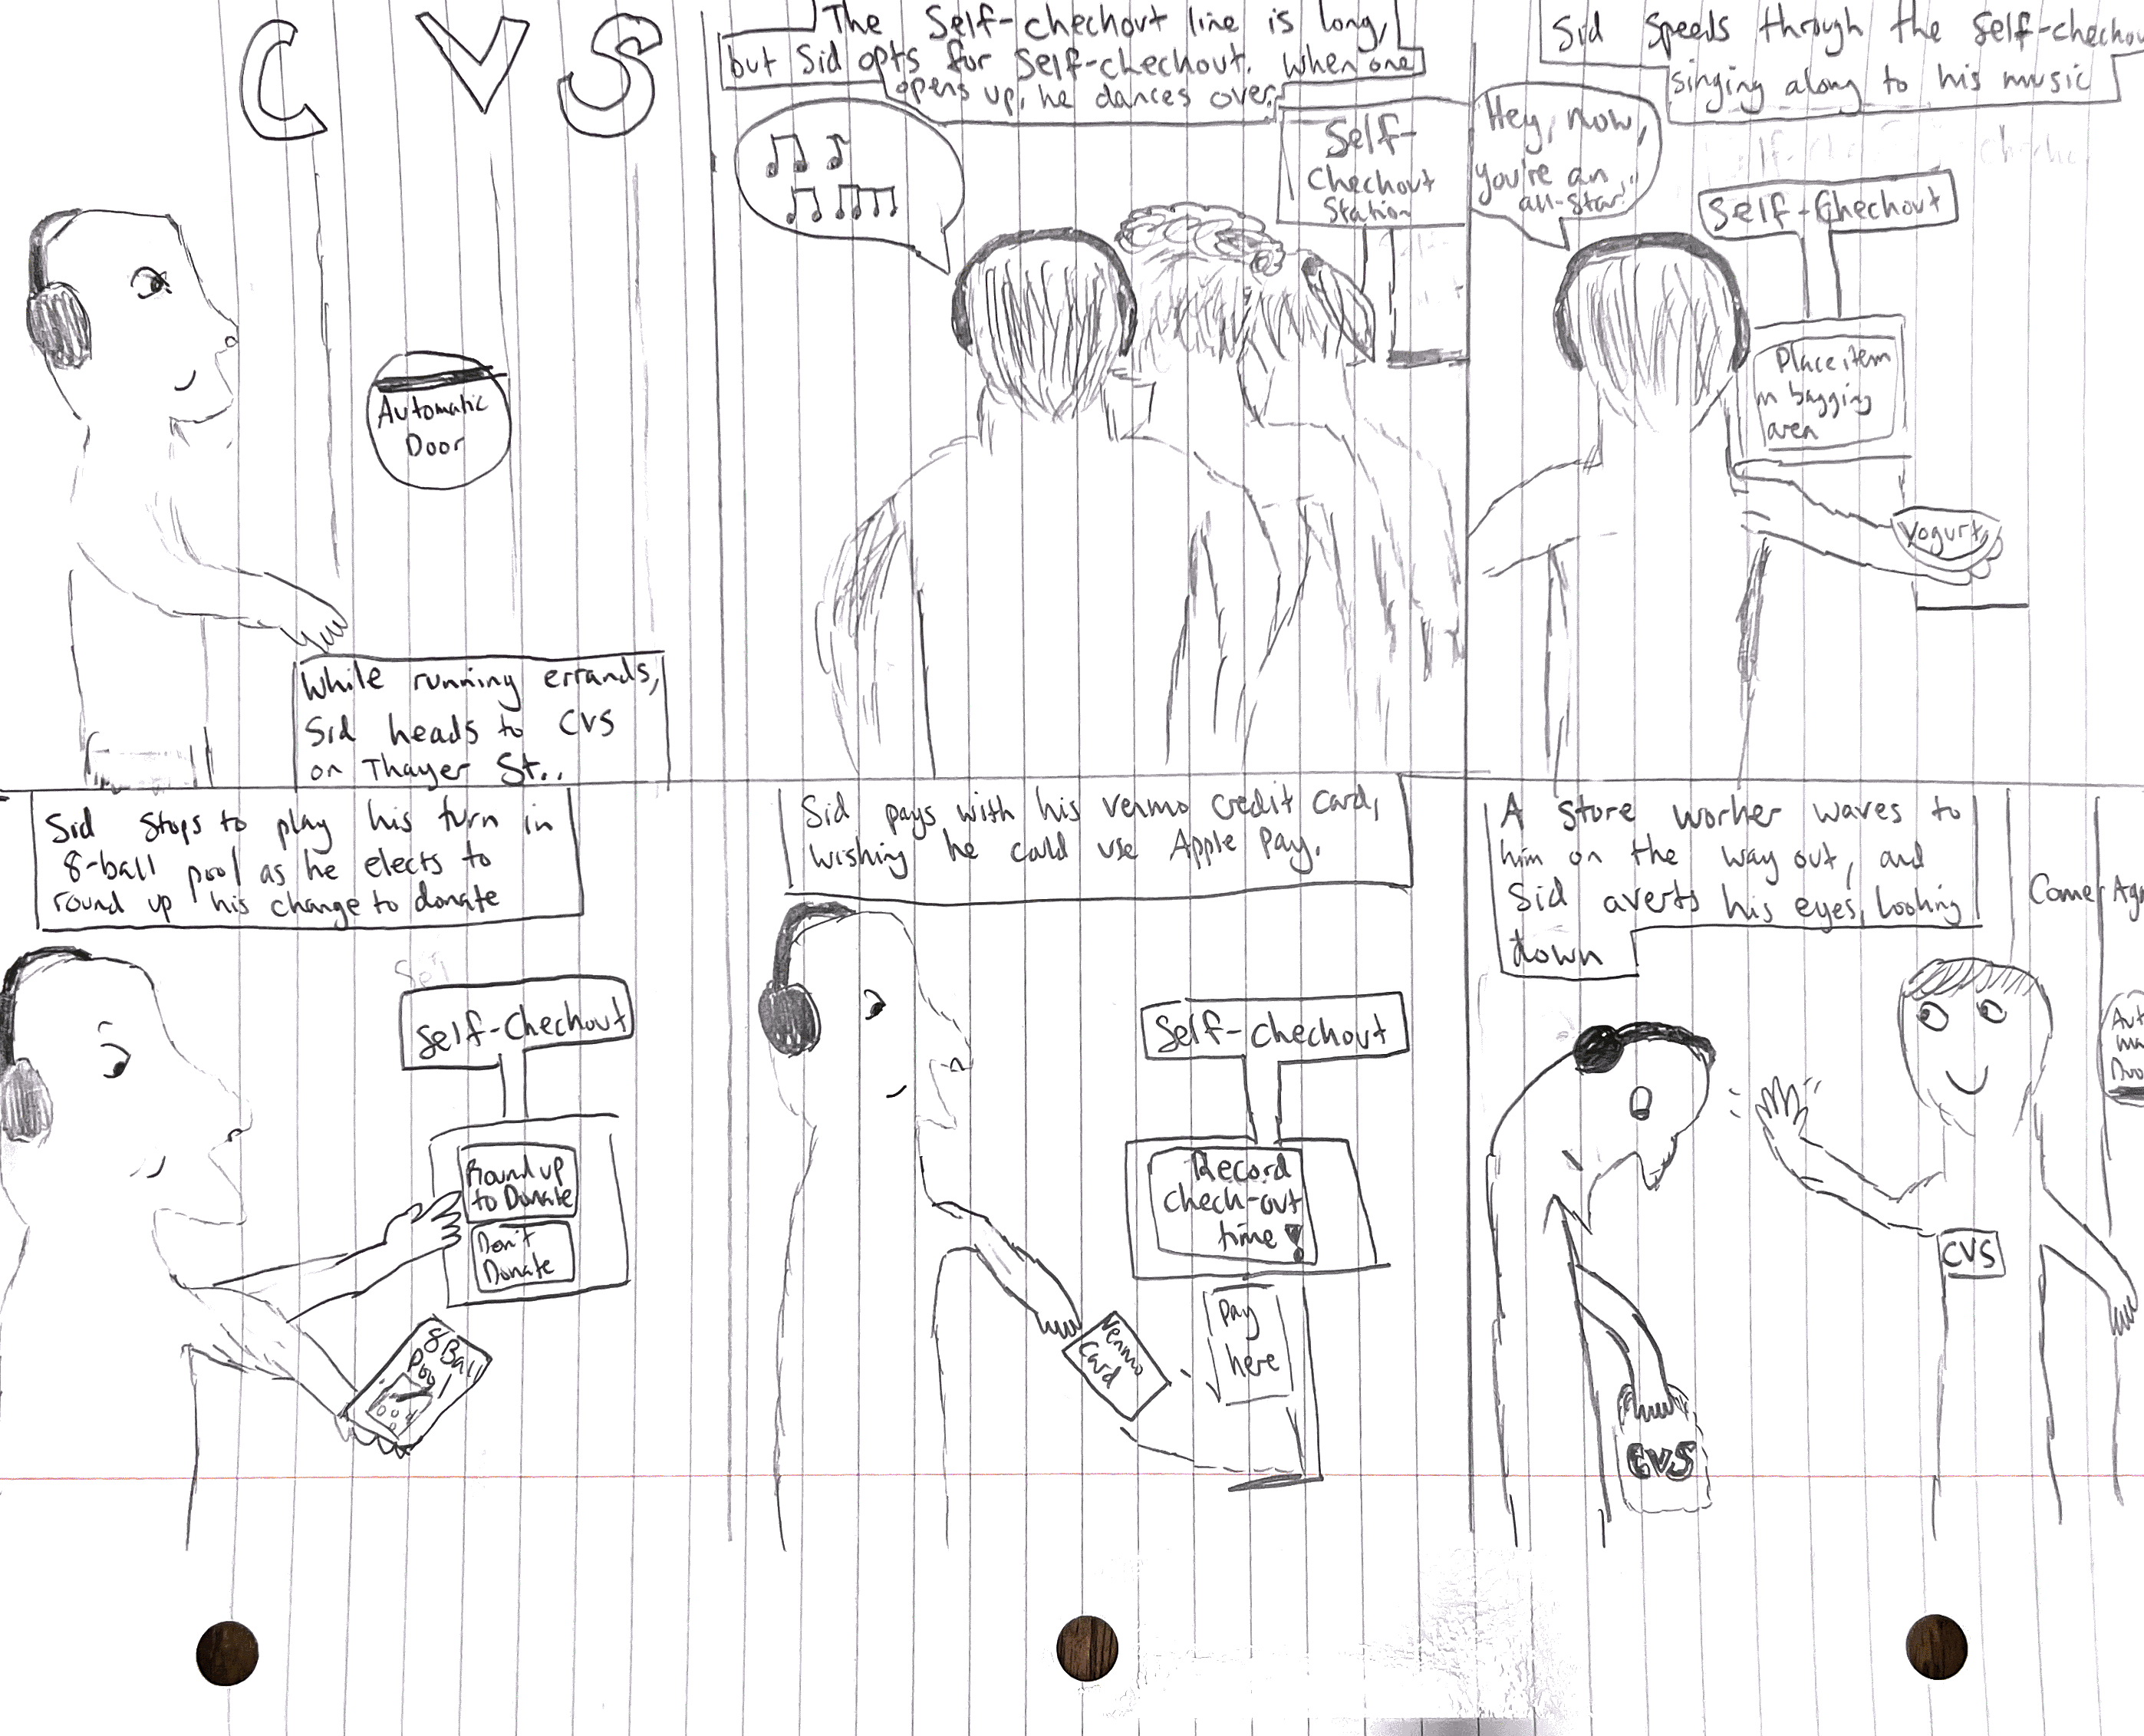 CVS
Automatic
Door
While running errands,
Sid heads to CVS
on Thayer St..
The Self-checkout line is long,
but Sid opts for Self-checkout. When one
opens up, he dances over.
Self-
Checkout
Station
Sid speeds through the self-checkou
singing along to his music
Hey, now,
you're an
all-star!
Self-Checkout
Place item
in bagging
area
Yogurt
Sid stops to play his turn in
8-ball pool as he elects to
round up his change to donate
Self-Checkout
Round up
to Donate
Don't
Donate
8 Ball
Pool
Sid pays with his venmo credit card,
wishing he could use Apple Pay.
Self-checkout
Record
check-out
time!
Pay
here
Venmo
Card
A store worker waves to
him on the way out, and
Sid averts his eyes, looking
down
Come Aga
Aut
ma
Doo
CVS
CVS